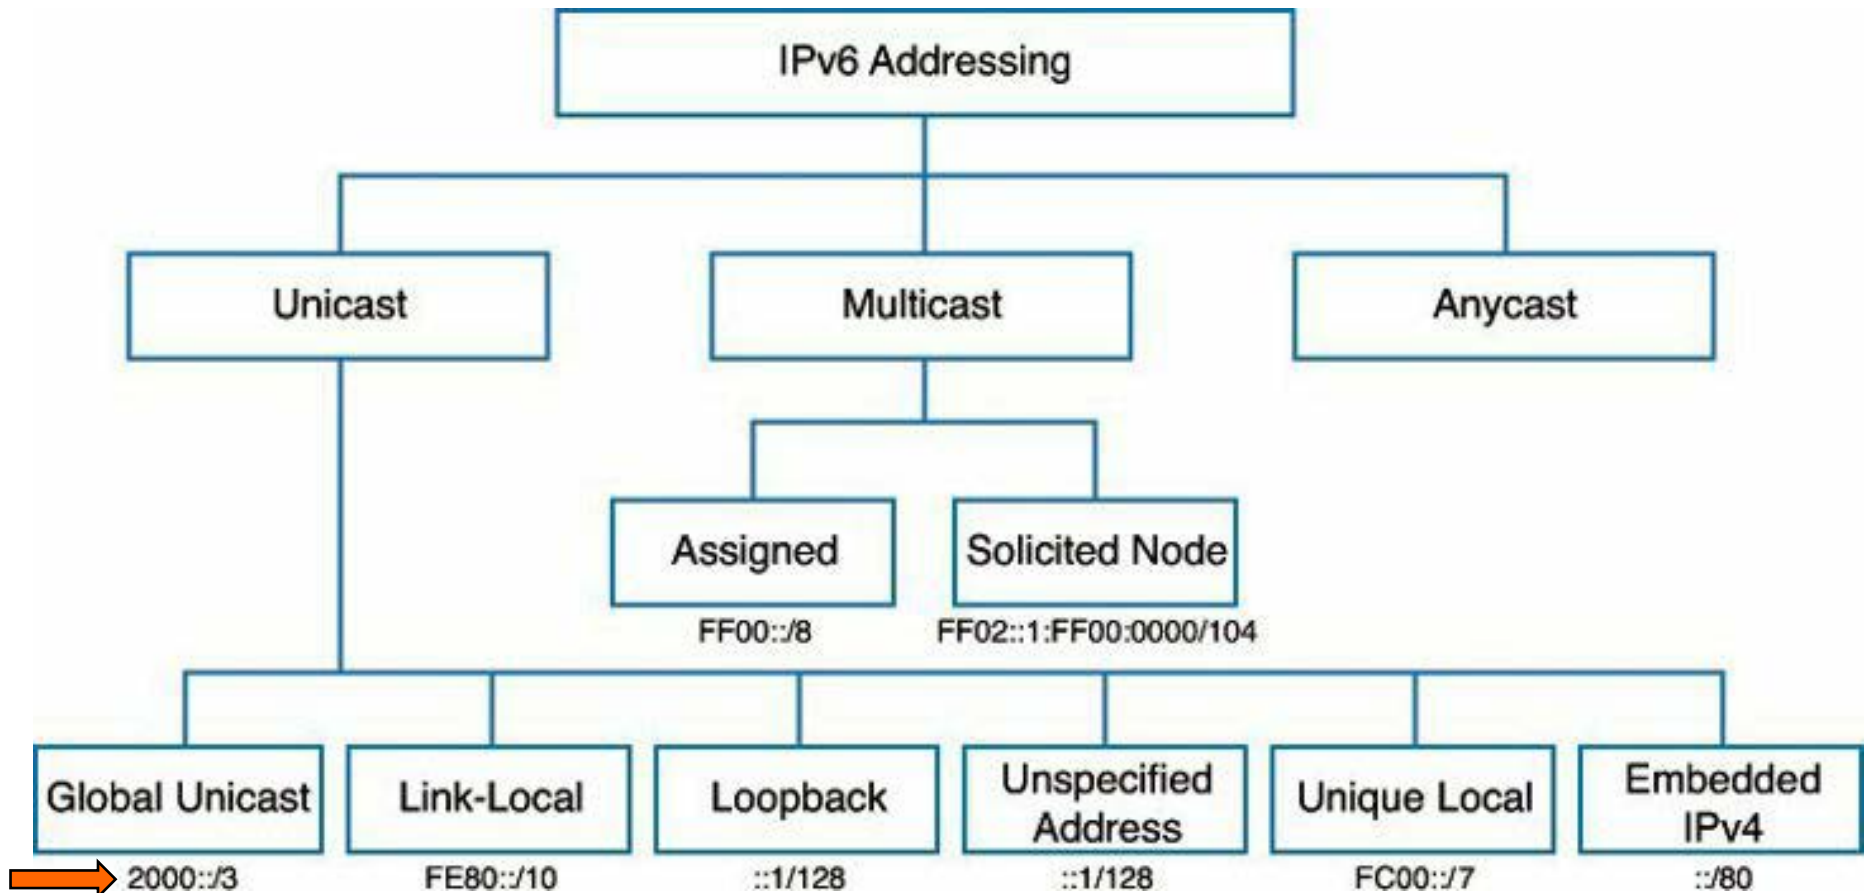 IPv6 Addressing
Unicast
Multicast
Anycast
Assigned
Solicited Node
FF00::/8
FF02::1:FF00:0000/104
Global Unicast
Link-Local
Loopback
Unspecified
Address
Unique Local
Embedded
IPv4
2000::/3
FE80::/10
::1/128
::1/128
FC00::/7
::/80